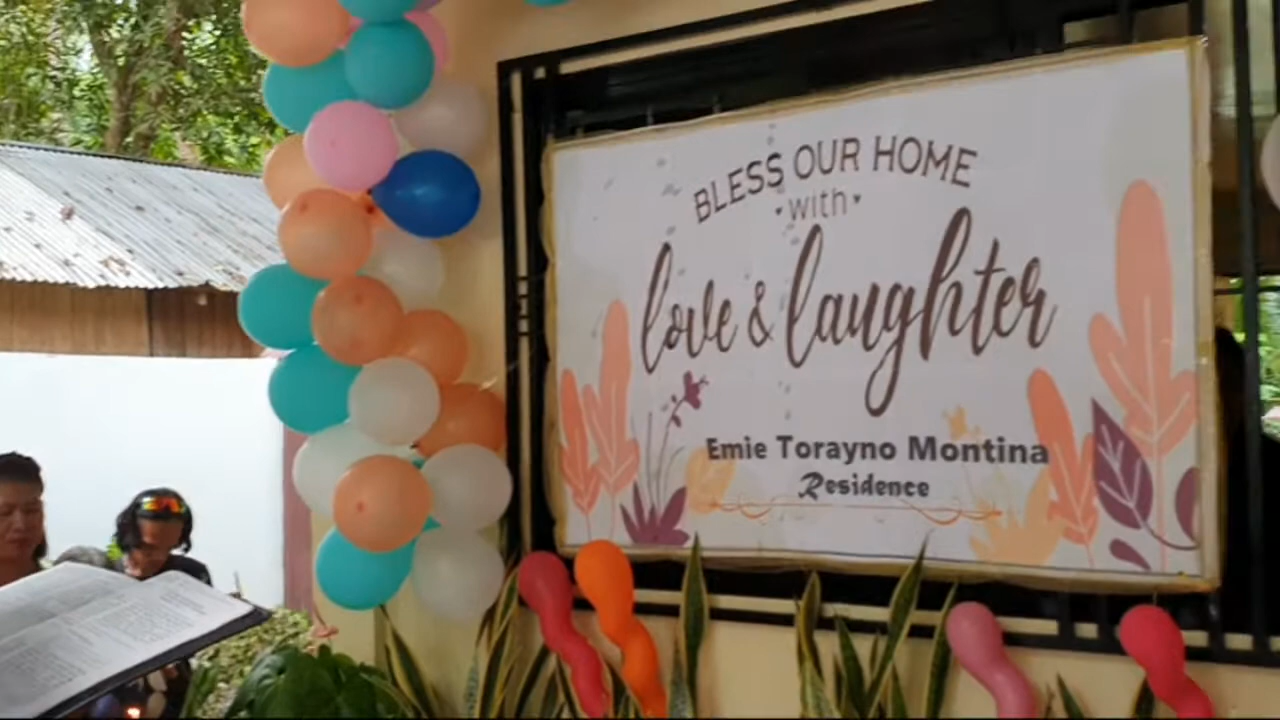 BLESS OUR HOME
with
love & laughter
Emie Torayno Montina
Residence